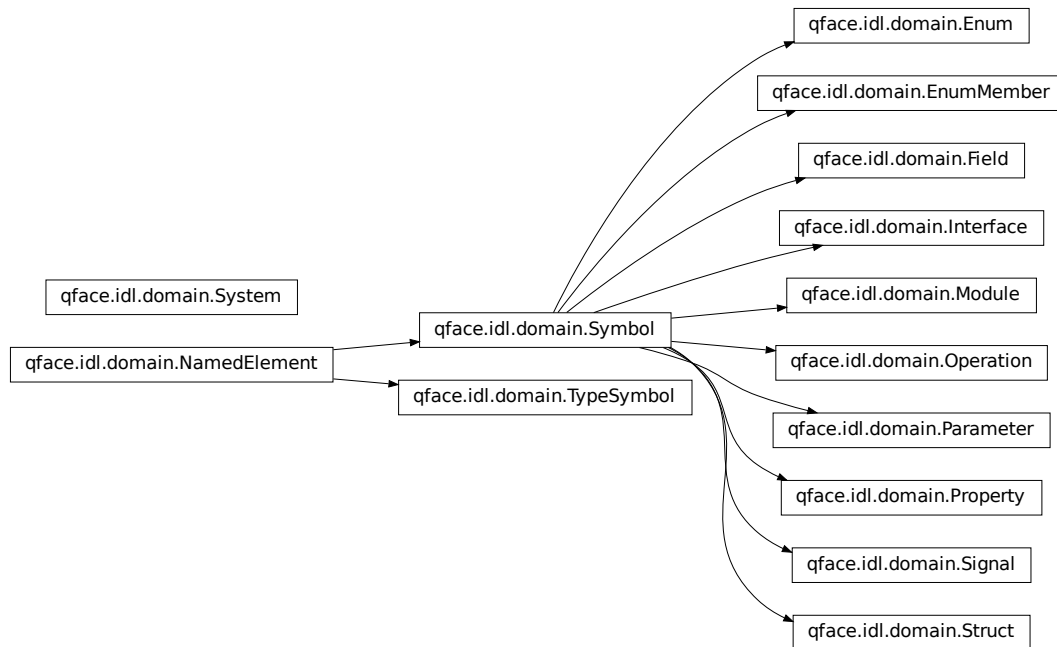 qface.idl.domain.Enum
qface.idl.domain.EnumMember
qface.idl.domain.Field
qface.idl.domain.Interface
qface.idl.domain.System
qface.idl.domain.Module
qface.idl.domain.Symbol
qface.idl.domain.NamedElement
qface.idl.domain.Operation
qface.idl.domain.TypeSymbol
qface.idl.domain.Parameter
qface.idl.domain.Property
qface.idl.domain.Signal
qface.idl.domain.Struct